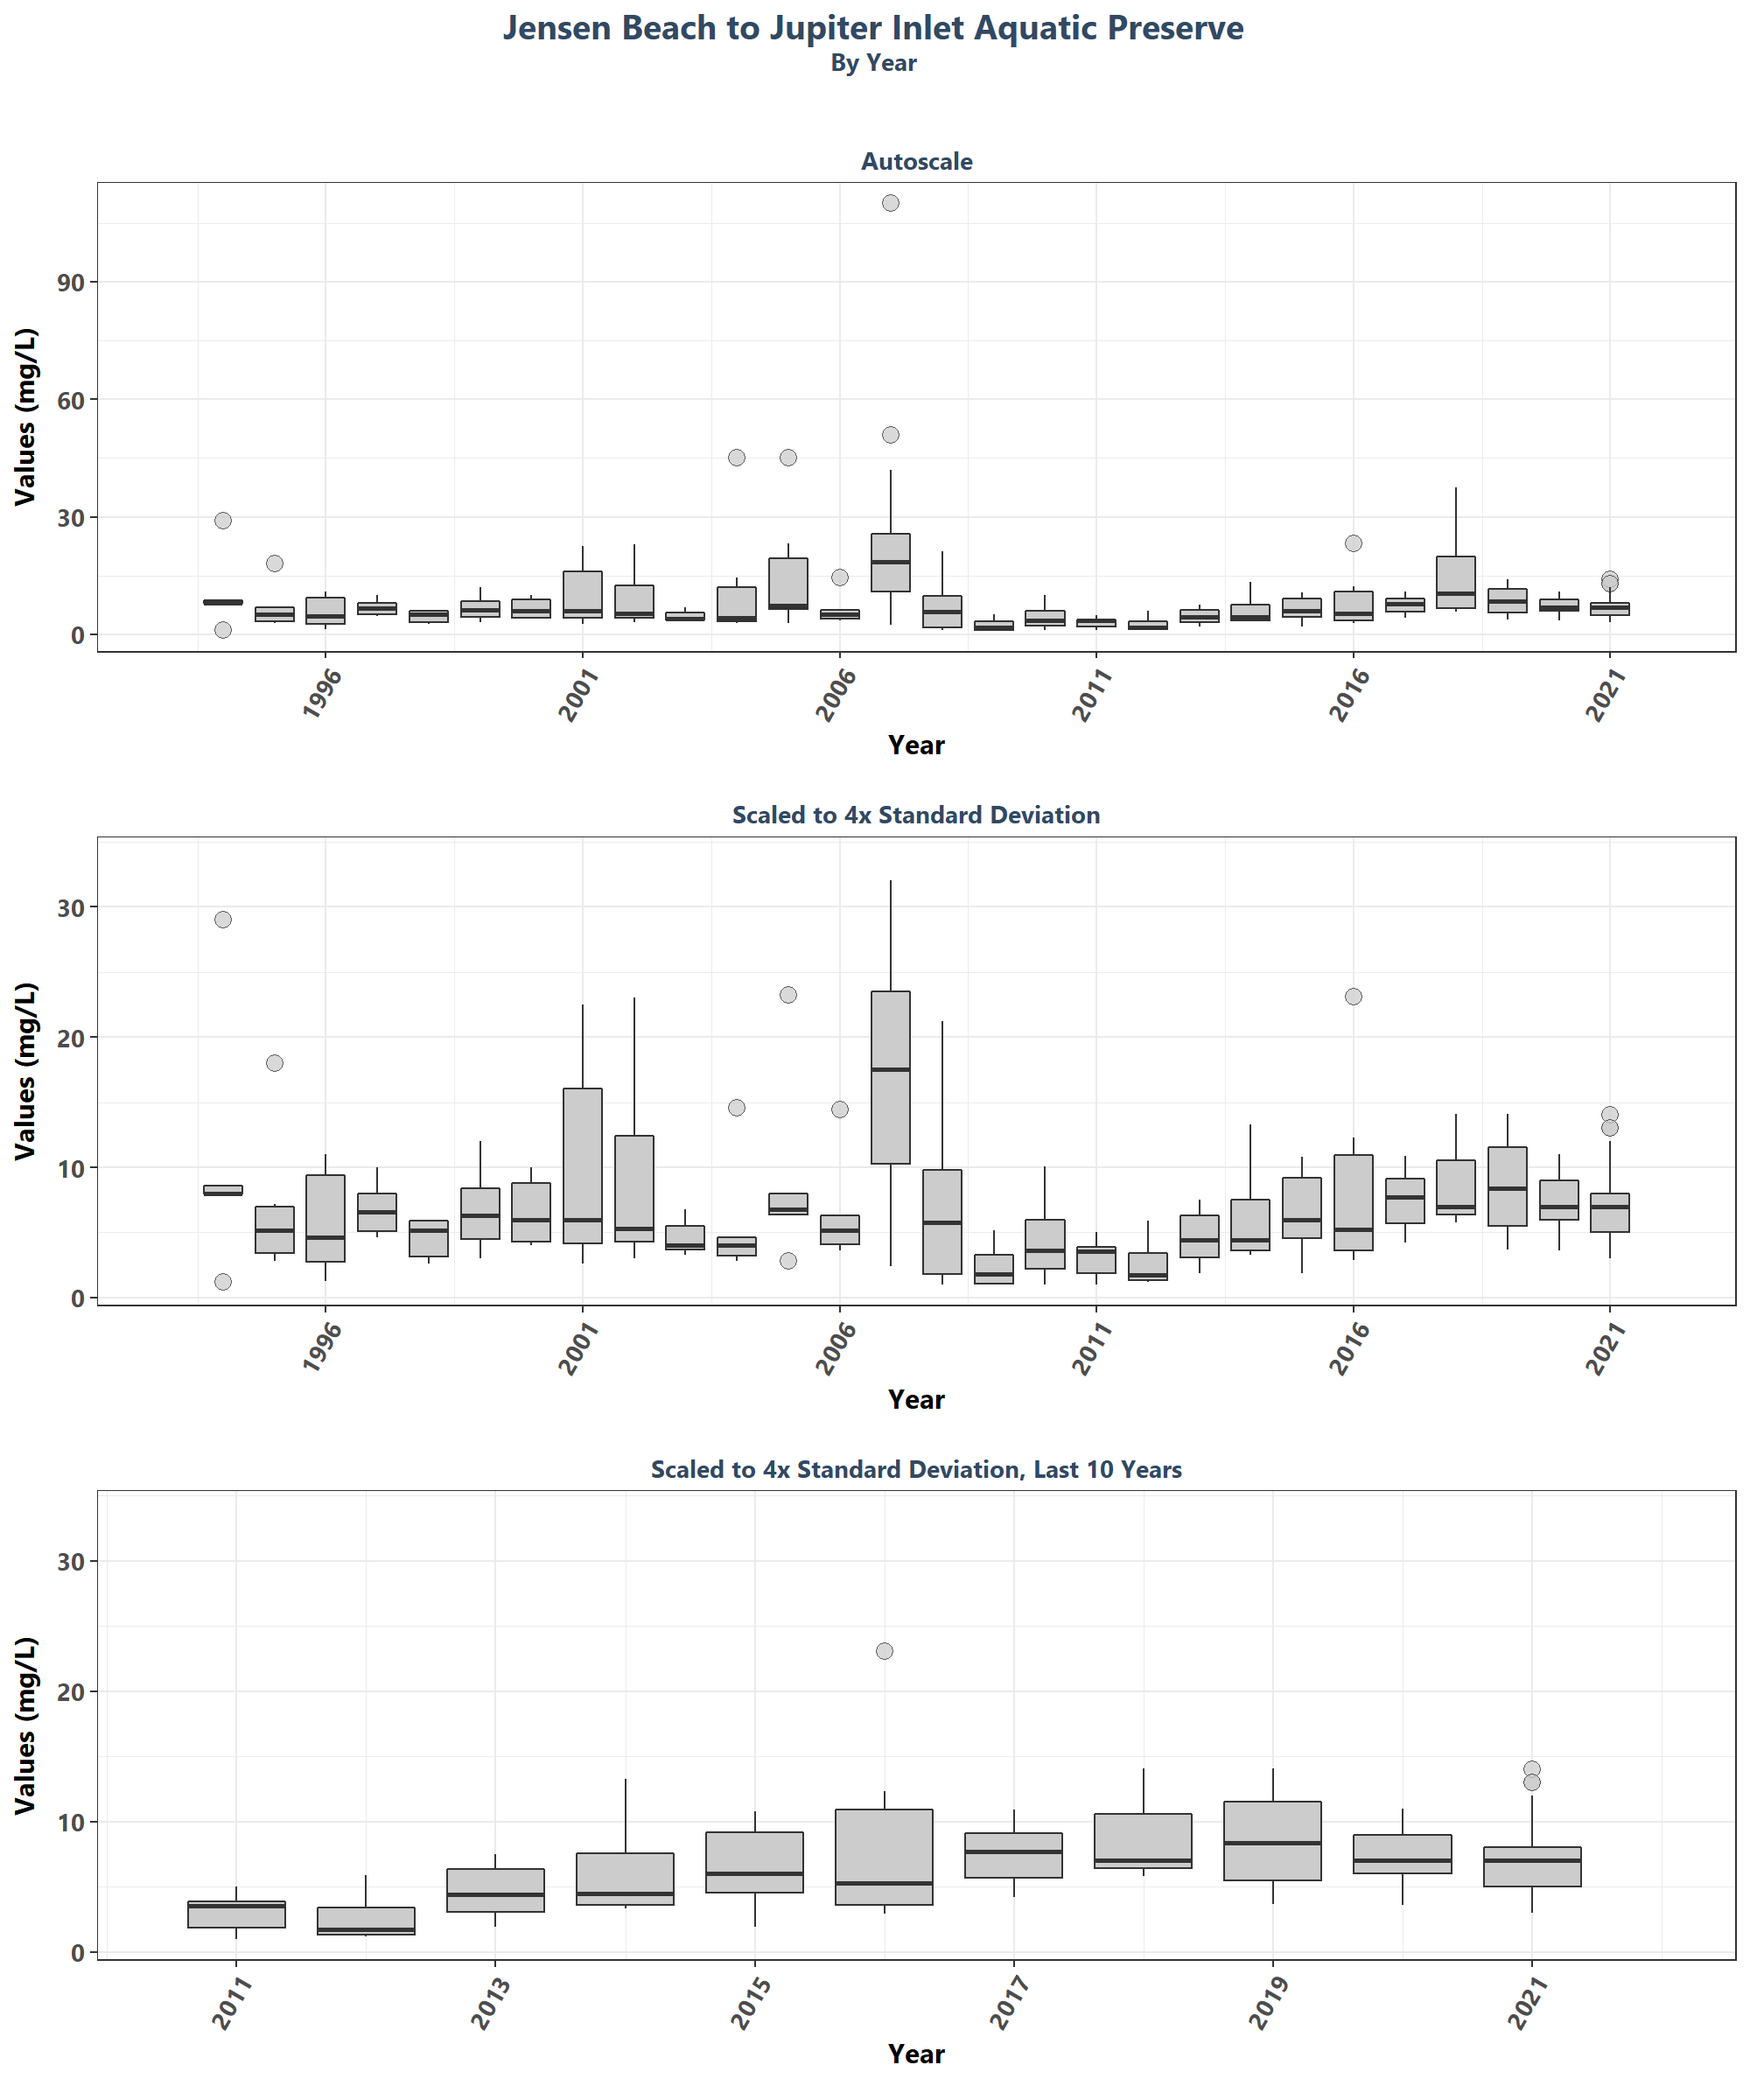 Jensen Beach to Jupiter Inlet Aquatic Preserve
By Year
Autoscale
Values (mg/L)
90
60
30
0
1996 2001 2006 2011 2016 2021
Year
Scaled to 4x Standard Deviation
Values (mg/L)
30
20
10
0
1996 2001 2006 2011 2016 2021
Year
Scaled to 4x Standard Deviation, Last 10 Years
Values (mg/L)
30
20
10
0
2011 2013 2015 2017 2019 2021
Year